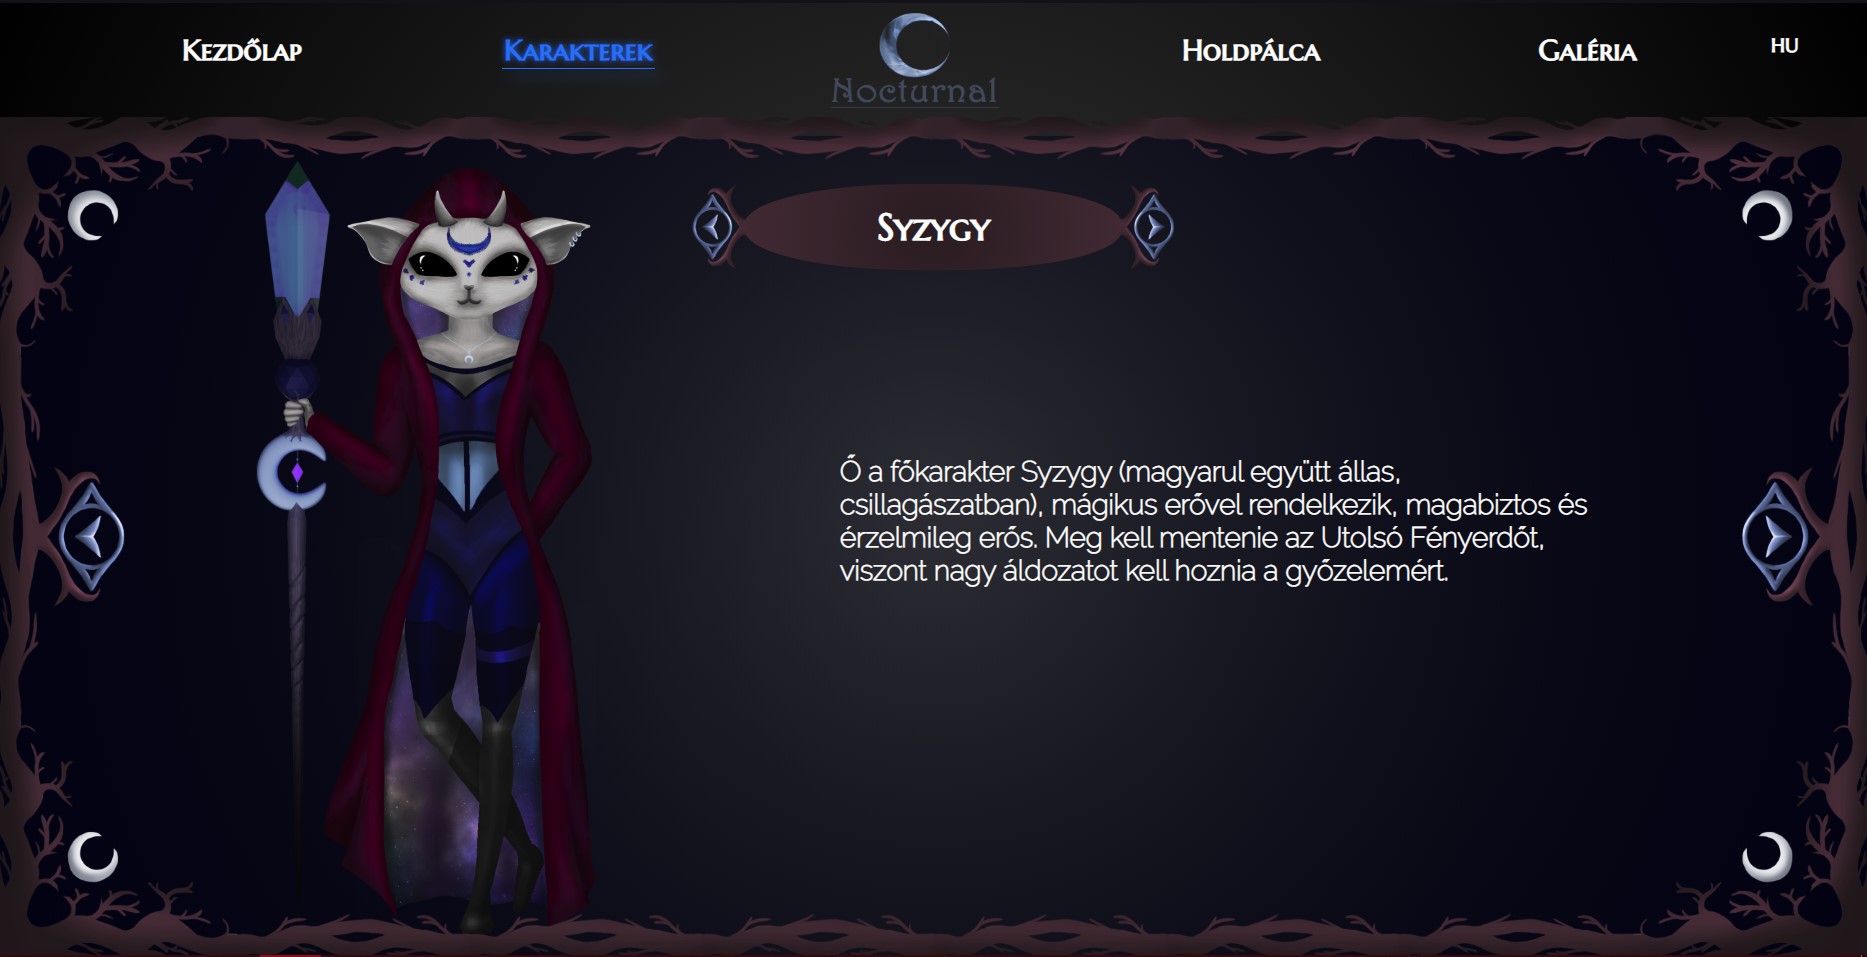 Kezdőlap
Karakterek
Nocturnal
Holdpálca
Galéria
HU
Syzygy
Ő a főkarakter Syzygy (magyarul együtt állas,
csillagászatban), mágikus erővel rendelkezik, magabiztos és
érzelmileg erős. Meg kell mentenie az Utolsó Fényerdőt,
viszont nagy áldozatot kell hoznia a győzelemért.